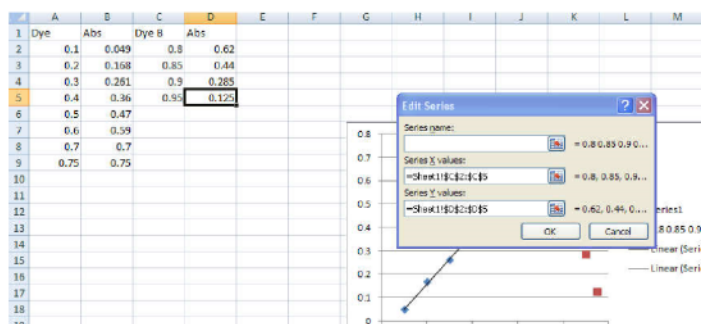 A B C D E F G H I J K L M
1 Dye Abs Dye B Abs
2 0.1 0.049 0.8 0.62
3 0.2 0.168 0.85 0.44
4 0.3 0.261 0.9 0.285
5 0.4 0.36 0.95 0.125
6 0.5 0.47
7 0.6 0.59
8 0.7 0.7
9 0.75 0.75
10
11
12
13
14
15
16
17
18
Edit Series
Series name:
= 0.8 0.85 0.9 0...
Series X values:
=Sheet1!$C$2:$C$5 = 0.8, 0.85, 0.9...
Series Y values:
=Sheet1!$D$2:$D$5 = 0.62, 0.44, 0....
OK Cancel
0.8
0.7
0.6
0.5
0.4
0.3
0.2
0.1
0
eries1
.8 0.85 0.9
Linear (Seri
Linear (Seri